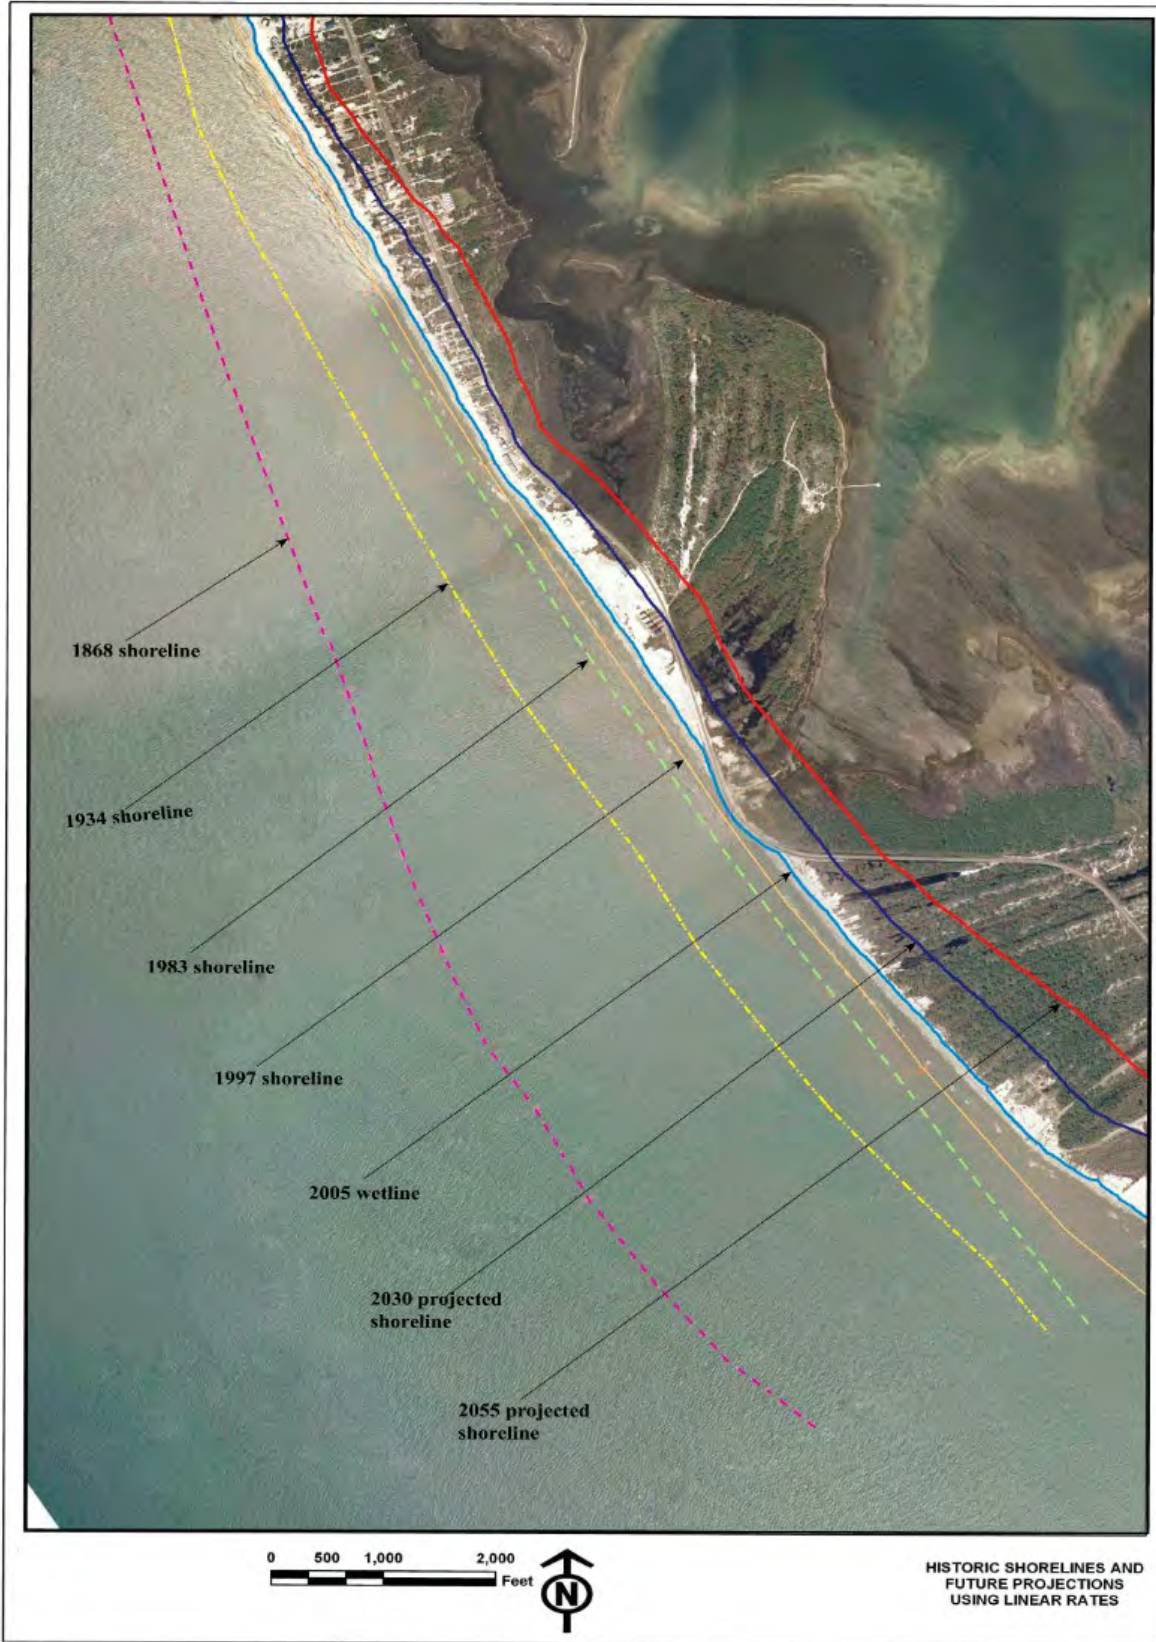 1868 shoreline
1934 shoreline
1983 shoreline
1997 shoreline
2005 wetline
2030 projected
shoreline
2055 projected
shoreline
0 500 1,000 2,000
Feet
N
HISTORIC SHORELINES AND
FUTURE PROJECTIONS
USING LINEAR RATES